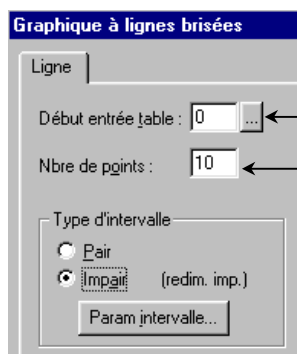 Graphique à lignes brisées
Ligne
Début entrée table : 0 ...
Nbre de points : 10
Type d'intervalle
Pair
Impair (redim. imp.)
Param intervalle...